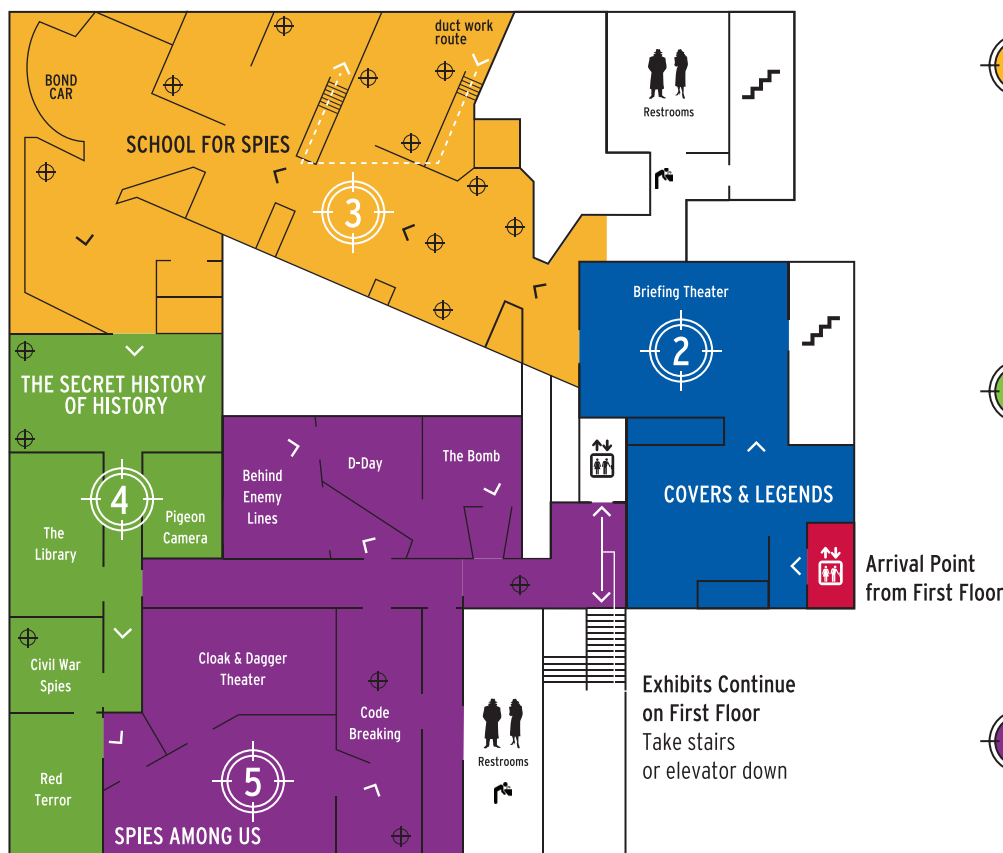 duct work
route
BOND
CAR
Restrooms
SCHOOL FOR SPIES
3
Briefing Theater
2
THE SECRET HISTORY
OF HISTORY
D-Day
The Bomb
Behind
Enemy
Lines
4
COVERS & LEGENDS
Pigeon
Camera
The
Library
Arrival Point
from First Floor
Civil War
Spies
Cloak & Dagger
Theater
Exhibits Continue
on First Floor
Take stairs
or elevator down
Code
Breaking
Restrooms
Red
Terror
5
SPIES AMONG US